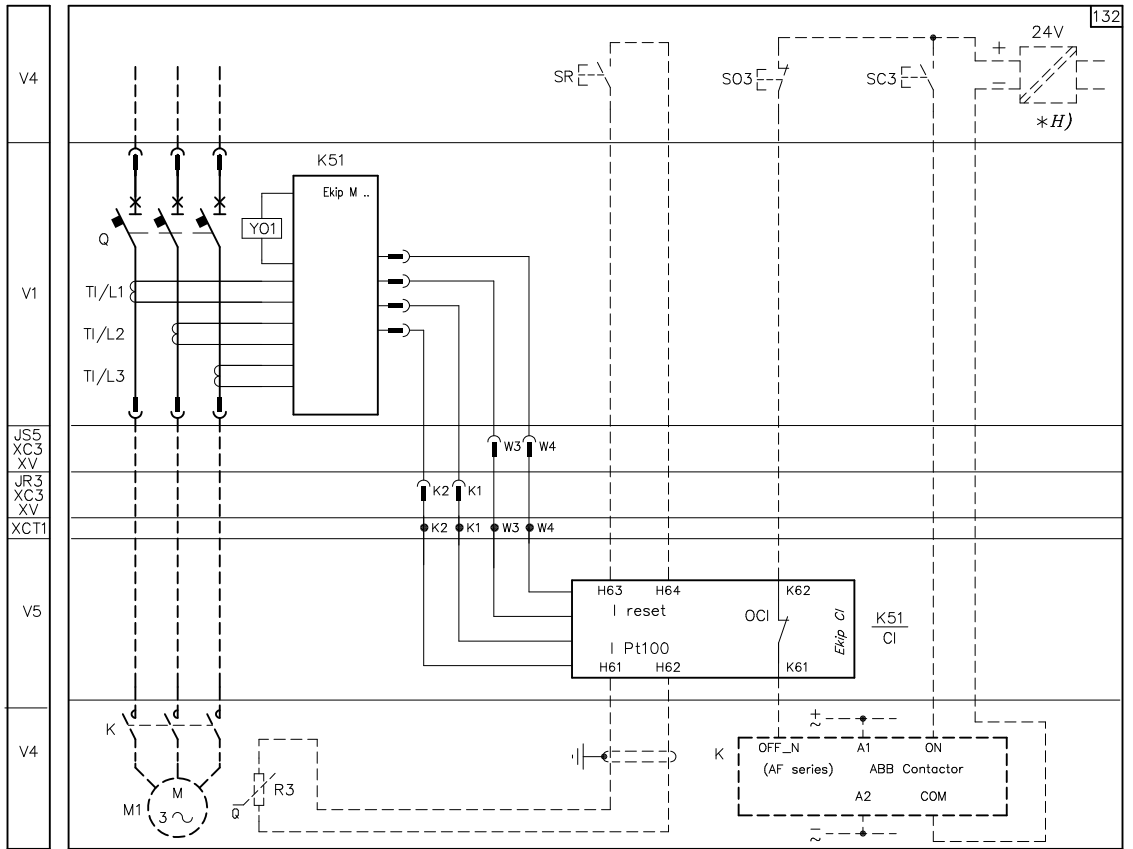 132
V4
24V
+
SR
SO3
SC3
*H)
K51
Ekip M ..
YO1
Q
V1
TI/L1
TI/L2
TI/L3
JS5
XC3
XV
W3
W4
JR3
XC3
XV
K2
K1
XCT1
K2
K1
W3
W4
V5
H63
H64
K62
I reset
OCI
I Pt100
Ekip CI
K51
CI
H61
H62
K61
K
V4
+
~
K
OFF_N
A1
ON
(AF series)
ABB Contactor
M1
M
3~
R3
Q
A2
COM
~